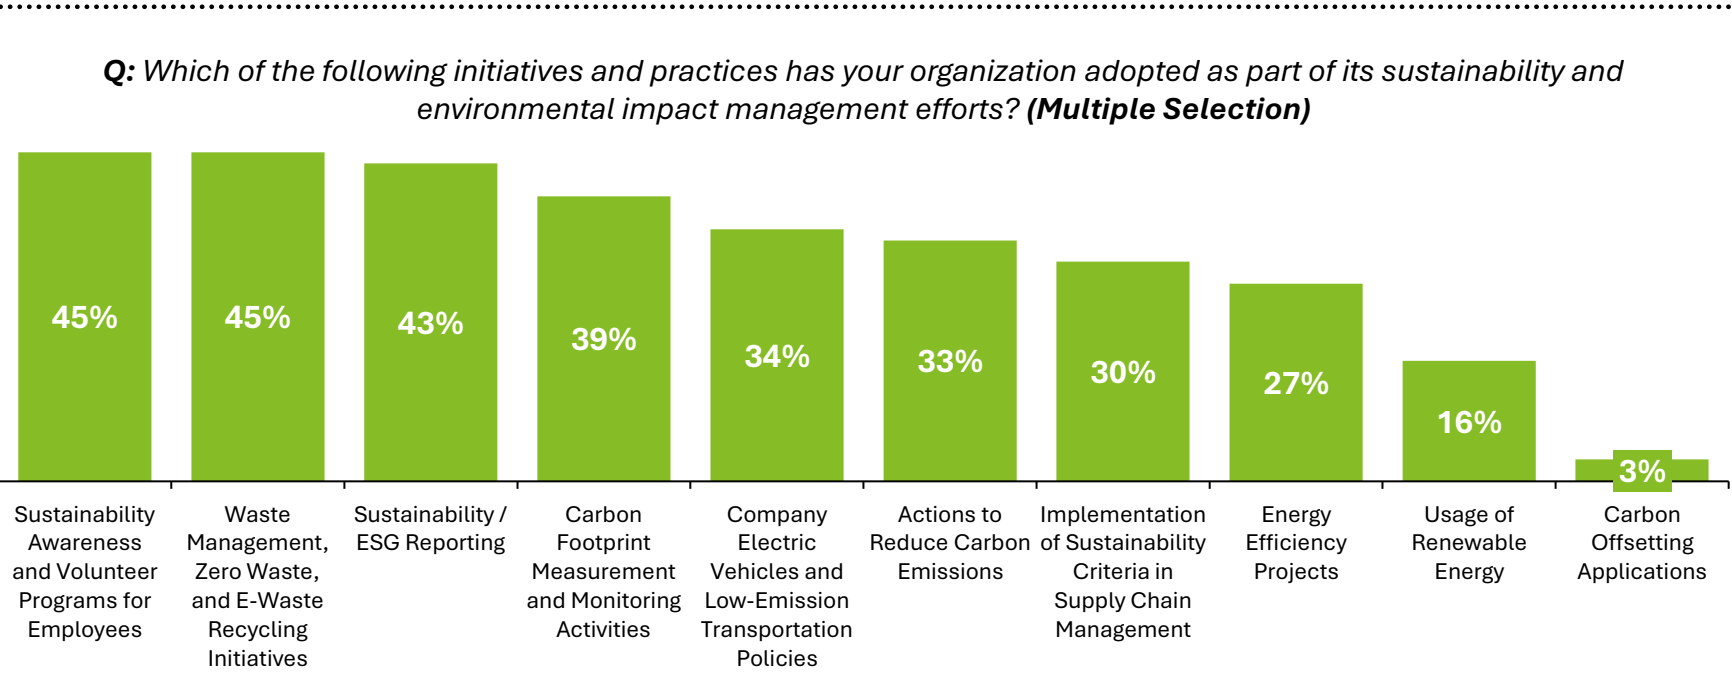 Q: Which of the following initiatives and practices has your organization adopted as part of its sustainability and
environmental impact management efforts? (Multiple Selection)
45%
45%
43%
39%
34%
33%
30%
27%
16%
3%
Sustainability
Awareness
and Volunteer
Programs for
Employees
Waste
Management,
Zero Waste,
and E-Waste
Recycling
Initiatives
Sustainability /
ESG Reporting
Carbon
Footprint
Measurement
and Monitoring
Activities
Company
Electric
Vehicles and
Low-Emission
Transportation
Policies
Actions to
Reduce Carbon
Emissions
Implementation
of Sustainability
Criteria in
Supply Chain
Management
Energy
Efficiency
Projects
Usage of
Renewable
Energy
Carbon
Offsetting
Applications